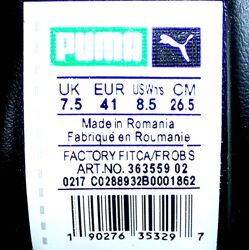 PUMA
UK EUR US Wns CM
7.5 41 8.5 26.5
Made in Romania
Fabriqué en Roumanie
FACTORY FITCA/FROBS
ART.NO. 363559 02
0217 C0288932B0001862
1 90276 35329 7